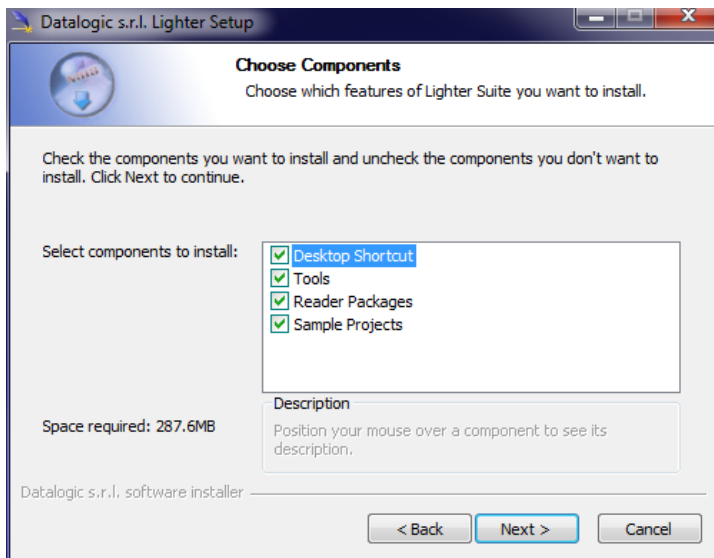 Datalogic s.r.l. Lighter Setup
Choose Components
Choose which features of Lighter Suite you want to install.
Check the components you want to install and uncheck the components you don't want to
install. Click Next to continue.
Select components to install:
Desktop Shortcut
Tools
Reader Packages
Sample Projects
Space required: 287.6MB
Description
Position your mouse over a component to see its
description.
Datalogic s.r.l. software installer
< Back
Next >
Cancel